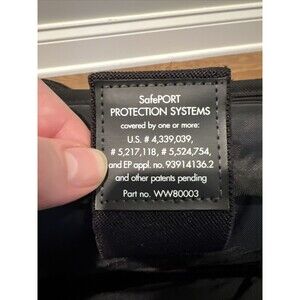 SafePORT
PROTECTION SYSTEMS
covered by one or more:
U.S. # 4,339,039,
# 5,217,118, # 5,524,754,
and EP appl. no. 93914136.2
and other patents pending
Part no. WW80003